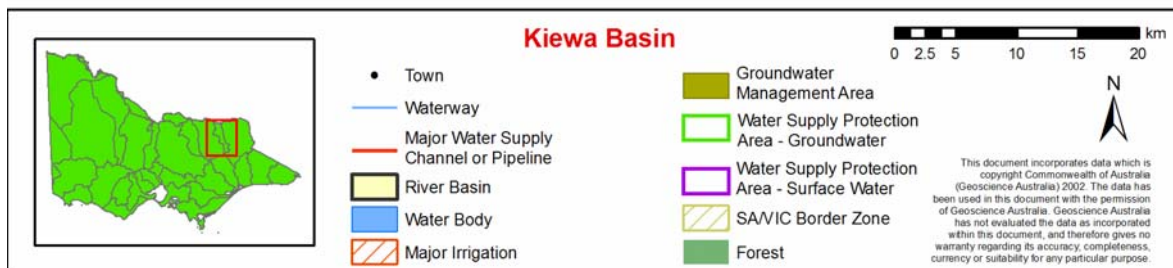 Kiewa Basin
Town
Waterway
Major Water Supply
Channel or Pipeline
River Basin
Water Body
Major Irrigation
Groundwater
Management Area
Water Supply Protection
Area - Groundwater
Water Supply Protection
Area - Surface Water
SA/VIC Border Zone
Forest
km
0 2.5 5 10 15 20
N
This document incorporates data which is
copyright Commonwealth of Australia
(Geoscience Australia) 2002. The data has
been used in this document with the permission
of Geoscience Australia. Geoscience Australia
has not evaluated the data as incorporated
within this document, and therefore gives no
warranty regarding its accuracy, completeness,
currency or suitability for any particular purpose.